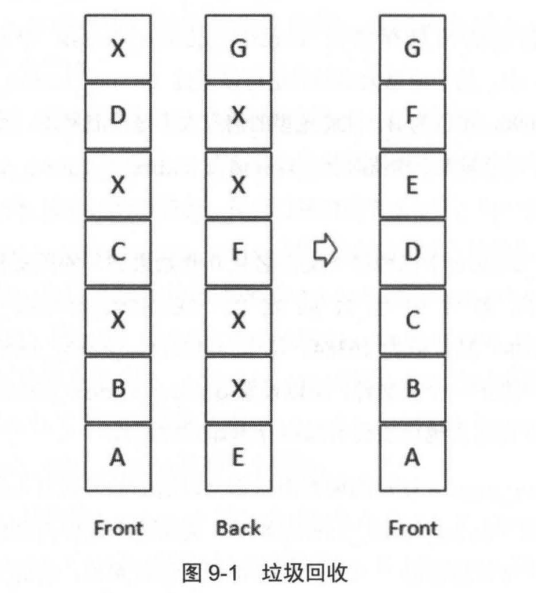 X G G
D X F
X X E
C F D
X X C
B X B
A E A
Front Back Front
图 9-1 垃圾回收